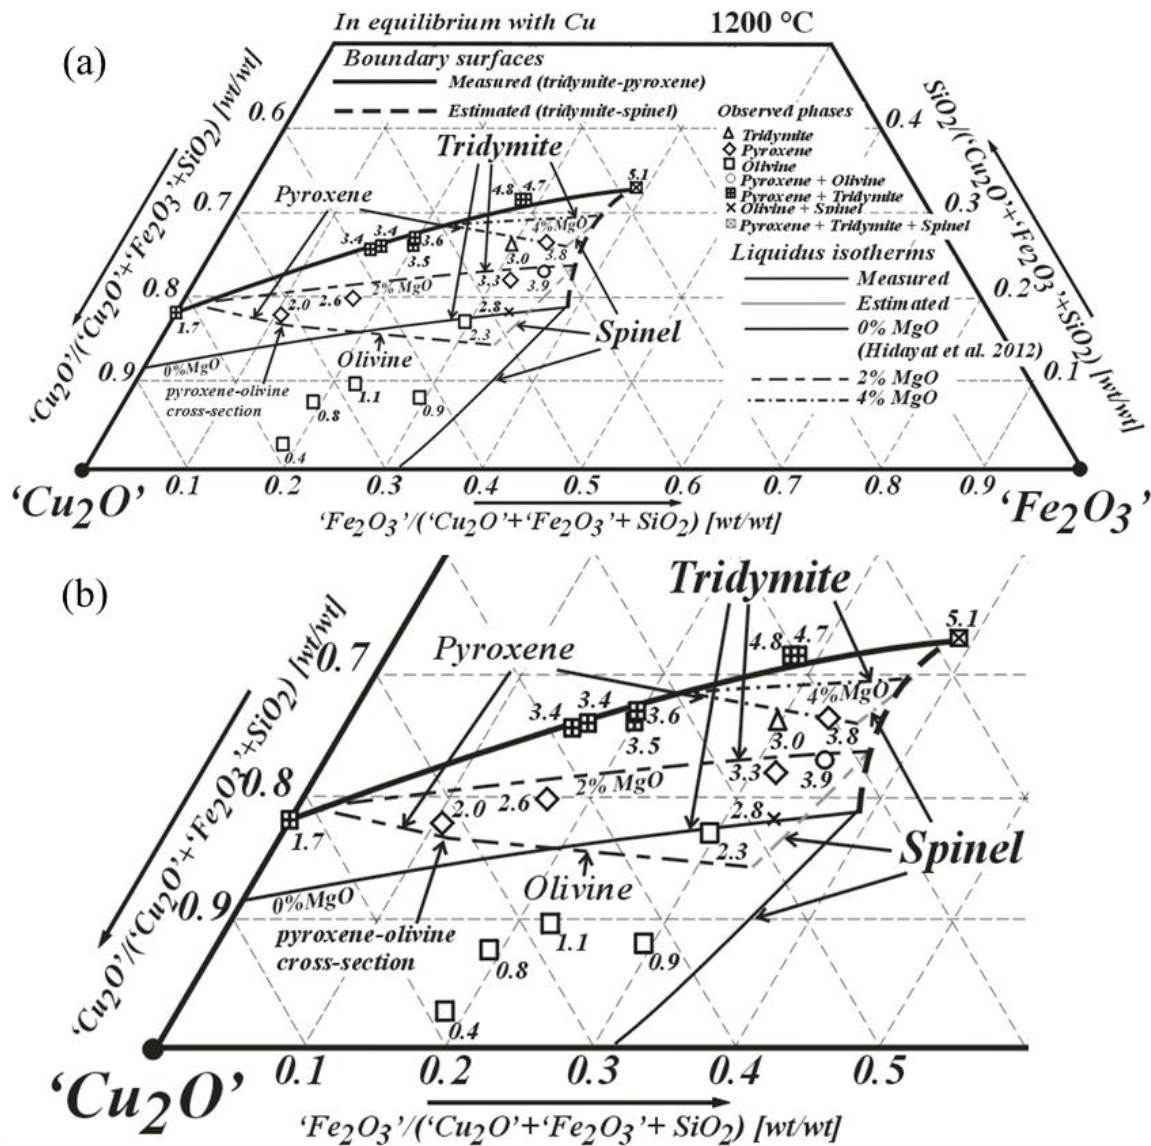 (a)
In equilibrium with Cu
1200 °C
Boundary surfaces
Measured (tridymite-pyroxene)
Estimated (tridymite-spinel)
Observed phases
Tridymite
Pyroxene
Olivine
Pyroxene + Olivine
Pyroxene + Tridymite
Olivine + Spinel
Pyroxene + Tridymite + Spinel
Liquidus isotherms
Measured
Estimated
0% MgO
(Hidayat et al. 2012)
2% MgO
4% MgO
'Cu2O'/('Cu2O'+'Fe2O3'+SiO2) [wt/wt]
0.6
0.7
0.8
0.9
SiO2/('Cu2O'+'Fe2O3'+SiO2) [wt/wt]
0.4
0.3
0.2
0.1
Tridymite
Pyroxene
5.1
4.8
4.7
4%MgO
3.4
3.4
3.6
3.5
3.0
3.8
3.3
3.9
2%MgO
2.0
2.6
2.8
2.3
1.7
Spinel
Olivine
0%MgO
pyroxene-olivine
cross-section
1.1
0.8
0.9
0.4
'Cu2O'
0.1
0.2
0.3
0.4
0.5
0.6
0.7
0.8
0.9
'Fe2O3'
'Fe2O3'/('Cu2O'+'Fe2O3'+ SiO2) [wt/wt]
(b)
'Cu2O'/('Cu2O'+'Fe2O3'+SiO2) [wt/wt]
0.7
0.8
0.9
Tridymite
Pyroxene
5.1
4.8
4.7
4%MgO
3.4
3.4
3.6
3.5
3.0
3.8
3.3
3.9
2%MgO
2.0
2.6
2.8
2.3
1.7
Spinel
Olivine
0%MgO
pyroxene-olivine
cross-section
1.1
0.8
0.9
0.4
'Cu2O'
0.1
0.2
0.3
0.4
0.5
'Fe2O3'/('Cu2O'+'Fe2O3'+ SiO2) [wt/wt]